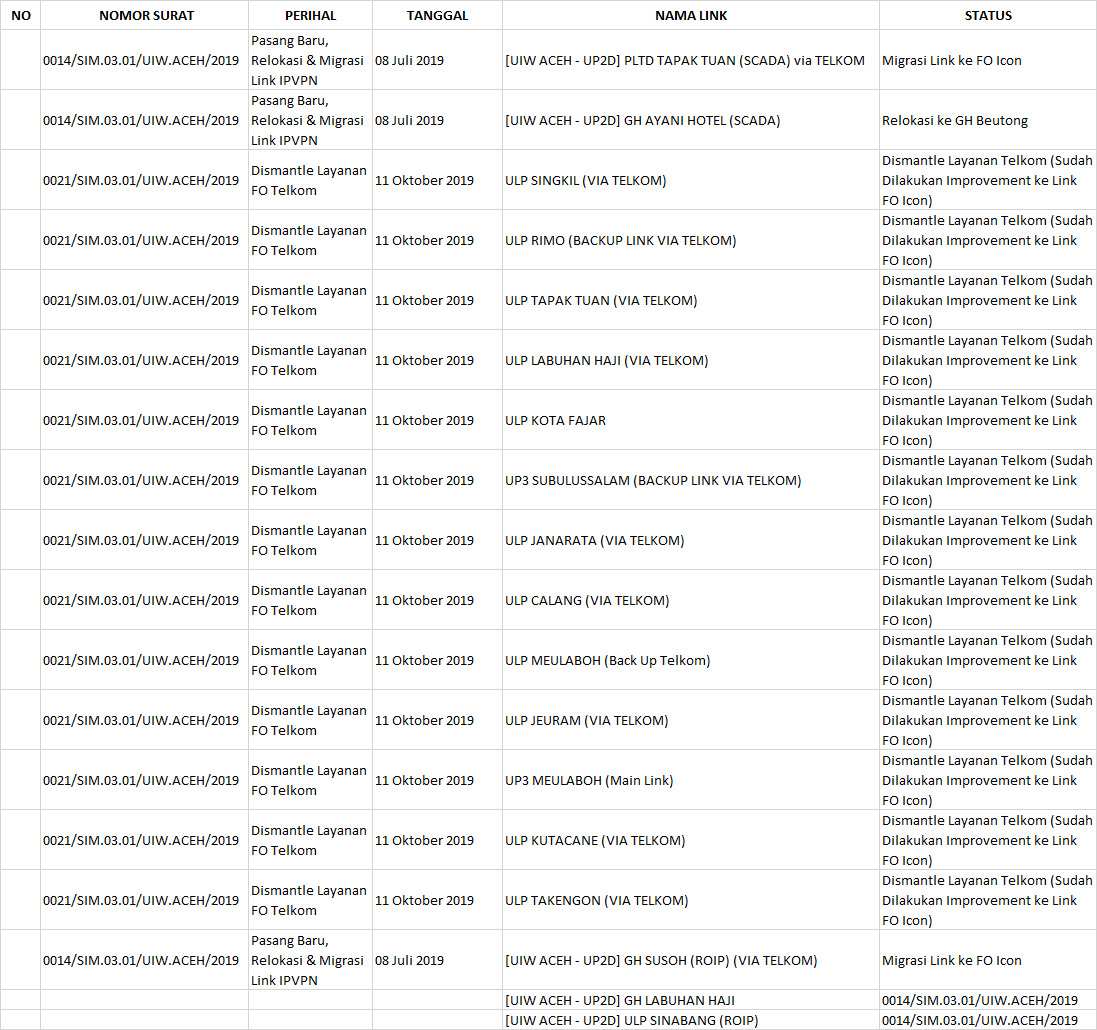 NO NOMOR SURAT PERIHAL TANGGAL NAMA LINK STATUS
Pasang Baru,
0014/SIM.03.01/UIW.ACEH/2019 Relokasi & Migrasi 08 Juli 2019 [UIW ACEH - UP2D] PLTD TAPAK TUAN (SCADA) via TELKOM Migrasi Link ke FO Icon
Link IPVPN
Pasang Baru,
0014/SIM.03.01/UIW.ACEH/2019 Relokasi & Migrasi 08 Juli 2019 [UIW ACEH - UP2D] GH AYANI HOTEL (SCADA) Relokasi ke GH Beutong
Link IPVPN
0021/SIM.03.01/UIW.ACEH/2019 Dismantle Layanan 11 Oktober 2019 ULP SINGKIL (VIA TELKOM) Dismantle Layanan Telkom (Sudah
FO Telkom Dilakukan Improvement ke Link
FO Icon)
0021/SIM.03.01/UIW.ACEH/2019 Dismantle Layanan 11 Oktober 2019 ULP RIMO (BACKUP LINK VIA TELKOM) Dismantle Layanan Telkom (Sudah
FO Telkom Dilakukan Improvement ke Link
FO Icon)
0021/SIM.03.01/UIW.ACEH/2019 Dismantle Layanan 11 Oktober 2019 ULP TAPAK TUAN (VIA TELKOM) Dismantle Layanan Telkom (Sudah
FO Telkom Dilakukan Improvement ke Link
FO Icon)
0021/SIM.03.01/UIW.ACEH/2019 Dismantle Layanan 11 Oktober 2019 ULP LABUHAN HAJI (VIA TELKOM) Dismantle Layanan Telkom (Sudah
FO Telkom Dilakukan Improvement ke Link
FO Icon)
0021/SIM.03.01/UIW.ACEH/2019 Dismantle Layanan 11 Oktober 2019 ULP KOTA FAJAR Dismantle Layanan Telkom (Sudah
FO Telkom Dilakukan Improvement ke Link
FO Icon)
0021/SIM.03.01/UIW.ACEH/2019 Dismantle Layanan 11 Oktober 2019 UP3 SUBULUSSALAM (BACKUP LINK VIA TELKOM) Dismantle Layanan Telkom (Sudah
FO Telkom Dilakukan Improvement ke Link
FO Icon)
0021/SIM.03.01/UIW.ACEH/2019 Dismantle Layanan 11 Oktober 2019 ULP JANARATA (VIA TELKOM) Dismantle Layanan Telkom (Sudah
FO Telkom Dilakukan Improvement ke Link
FO Icon)
0021/SIM.03.01/UIW.ACEH/2019 Dismantle Layanan 11 Oktober 2019 ULP CALANG (VIA TELKOM) Dismantle Layanan Telkom (Sudah
FO Telkom Dilakukan Improvement ke Link
FO Icon)
0021/SIM.03.01/UIW.ACEH/2019 Dismantle Layanan 11 Oktober 2019 ULP MEULABOH (Back Up Telkom) Dismantle Layanan Telkom (Sudah
FO Telkom Dilakukan Improvement ke Link
FO Icon)
0021/SIM.03.01/UIW.ACEH/2019 Dismantle Layanan 11 Oktober 2019 ULP JEURAM (VIA TELKOM) Dismantle Layanan Telkom (Sudah
FO Telkom Dilakukan Improvement ke Link
FO Icon)
0021/SIM.03.01/UIW.ACEH/2019 Dismantle Layanan 11 Oktober 2019 UP3 MEULABOH (Main Link) Dismantle Layanan Telkom (Sudah
FO Telkom Dilakukan Improvement ke Link
FO Icon)
0021/SIM.03.01/UIW.ACEH/2019 Dismantle Layanan 11 Oktober 2019 ULP KUTACANE (VIA TELKOM) Dismantle Layanan Telkom (Sudah
FO Telkom Dilakukan Improvement ke Link
FO Icon)
0021/SIM.03.01/UIW.ACEH/2019 Dismantle Layanan 11 Oktober 2019 ULP TAKENGON (VIA TELKOM) Dismantle Layanan Telkom (Sudah
FO Telkom Dilakukan Improvement ke Link
FO Icon)
Pasang Baru,
0014/SIM.03.01/UIW.ACEH/2019 Relokasi & Migrasi 08 Juli 2019 [UIW ACEH - UP2D] GH SUSOH (ROIP) (VIA TELKOM) Migrasi Link ke FO Icon
Link IPVPN
[UIW ACEH - UP2D] GH LABUHAN HAJI 0014/SIM.03.01/UIW.ACEH/2019
[UIW ACEH - UP2D] ULP SINABANG (ROIP) 0014/SIM.03.01/UIW.ACEH/2019